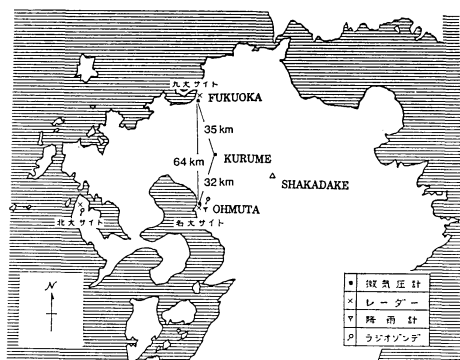 九大サイト
FUKUOKA
35 km
KURUME
64 km
32 km
SHAKADAKE
OHMUTA
北大サイト
名大サイト
N
微気圧計
レーダー
降雨計
ラジオゾンデ